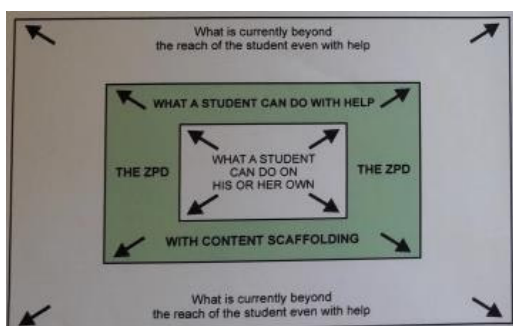 What is currently beyond
the reach of the student even with help
WHAT A STUDENT CAN DO WITH HELP
THE ZPD
WHAT A STUDENT
CAN DO ON
HIS OR HER OWN
THE ZPD
WITH CONTENT SCAFFOLDING
What is currently beyond
the reach of the student even with help